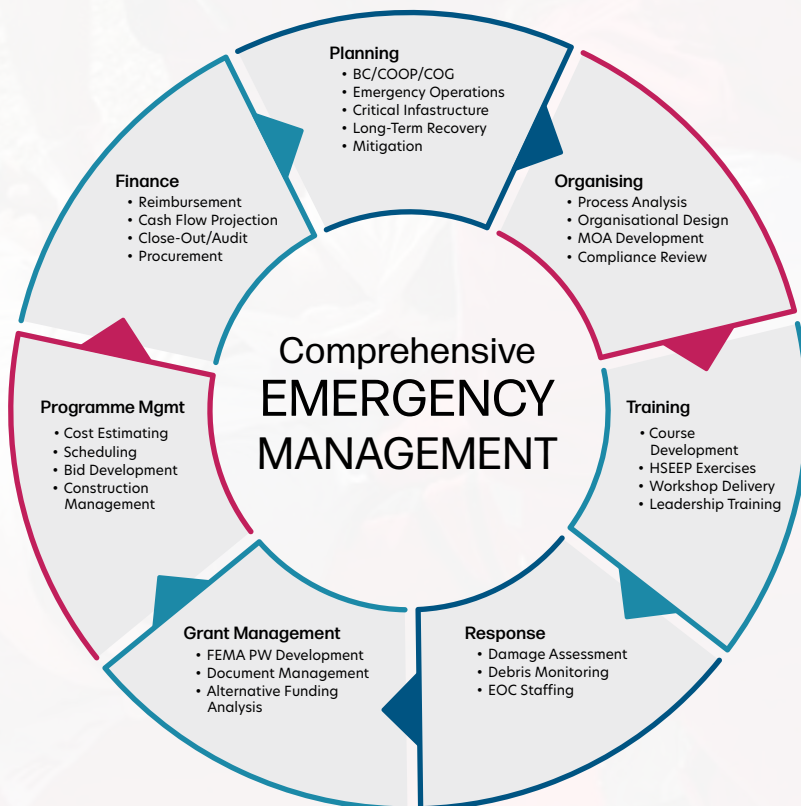 Comprehensive
EMERGENCY
MANAGEMENT
Planning
• BC/COOP/COG
• Emergency Operations
• Critical Infastructure
• Long-Term Recovery
• Mitigation
Organising
• Process Analysis
• Organisational Design
• MOA Development
• Compliance Review
Training
• Course
Development
• HSEEP Exercises
• Workshop Delivery
• Leadership Training
Response
• Damage Assessment
• Debris Monitoring
• EOC Staffing
Grant Management
• FEMA PW Development
• Document Management
• Alternative Funding
Analysis
Programme Mgmt
• Cost Estimating
• Scheduling
• Bid Development
• Construction
Management
Finance
• Reimbursement
• Cash Flow Projection
• Close-Out/Audit
• Procurement